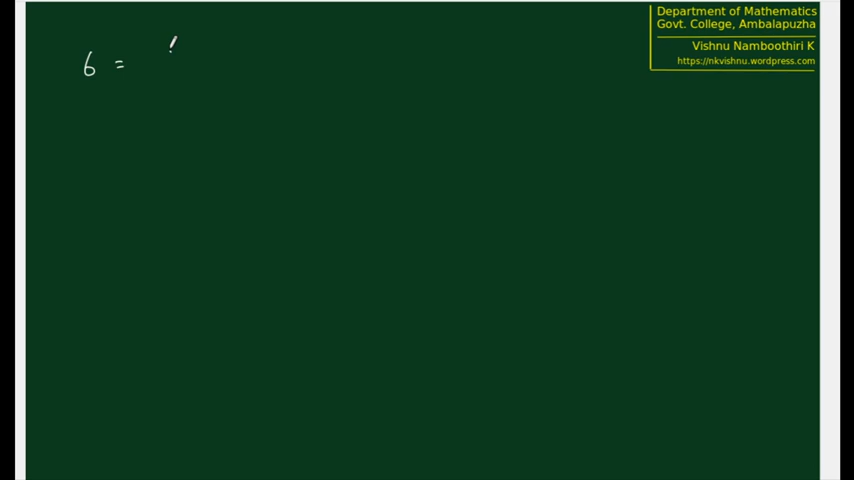 Department of Mathematics
Govt. College, Ambalapuzha
Vishnu Namboothiri K
https://nkvishnu.wordpress.com
6 =